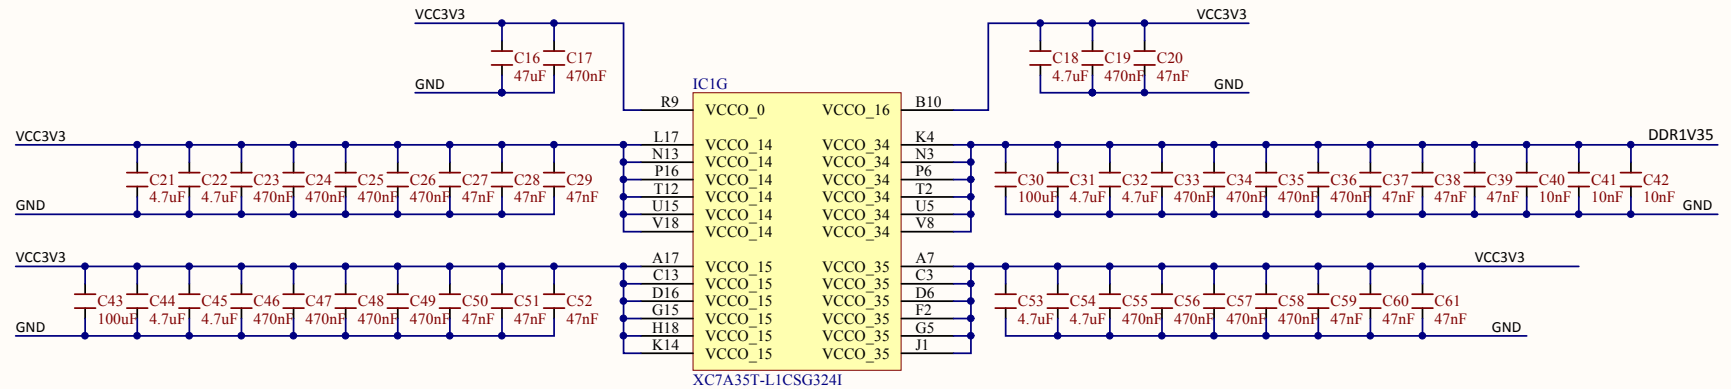 VCC3V3
C16
47uF
C17
470nF
GND
VCC3V3
C18
4.7uF
C19
470nF
C20
47nF
GND
IC1G
R9 VCCO_0 VCCO_16 B10
VCC3V3
DDR1V35
L17 VCCO_14 VCCO_34 K4
N13 VCCO_14 VCCO_34 N3
P16 VCCO_14 VCCO_34 P6
T12 VCCO_14 VCCO_34 T2
U15 VCCO_14 VCCO_34 U5
V18 VCCO_14 VCCO_34 V8
C21 C22 C23 C24 C25 C26 C27 C28 C29
4.7uF 4.7uF 470nF 470nF 470nF 470nF 47nF 47nF 47nF
GND
C30 C31 C32 C33 C34 C35 C36 C37 C38 C39 C40 C41 C42
100uF 4.7uF 4.7uF 470nF 470nF 470nF 470nF 47nF 47nF 47nF 10nF 10nF 10nF
GND
VCC3V3
VCC3V3
A17 VCCO_15 VCCO_35 A7
C13 VCCO_15 VCCO_35 C3
D16 VCCO_15 VCCO_35 D6
G15 VCCO_15 VCCO_35 F2
H18 VCCO_15 VCCO_35 G5
K14 VCCO_15 VCCO_35 J1
C43 C44 C45 C46 C47 C48 C49 C50 C51 C52
100uF 4.7uF 4.7uF 470nF 470nF 470nF 470nF 47nF 47nF 47nF
GND
C53 C54 C55 C56 C57 C58 C59 C60 C61
4.7uF 4.7uF 470nF 470nF 470nF 470nF 47nF 47nF 47nF
GND
XC7A35T-L1CSG324I